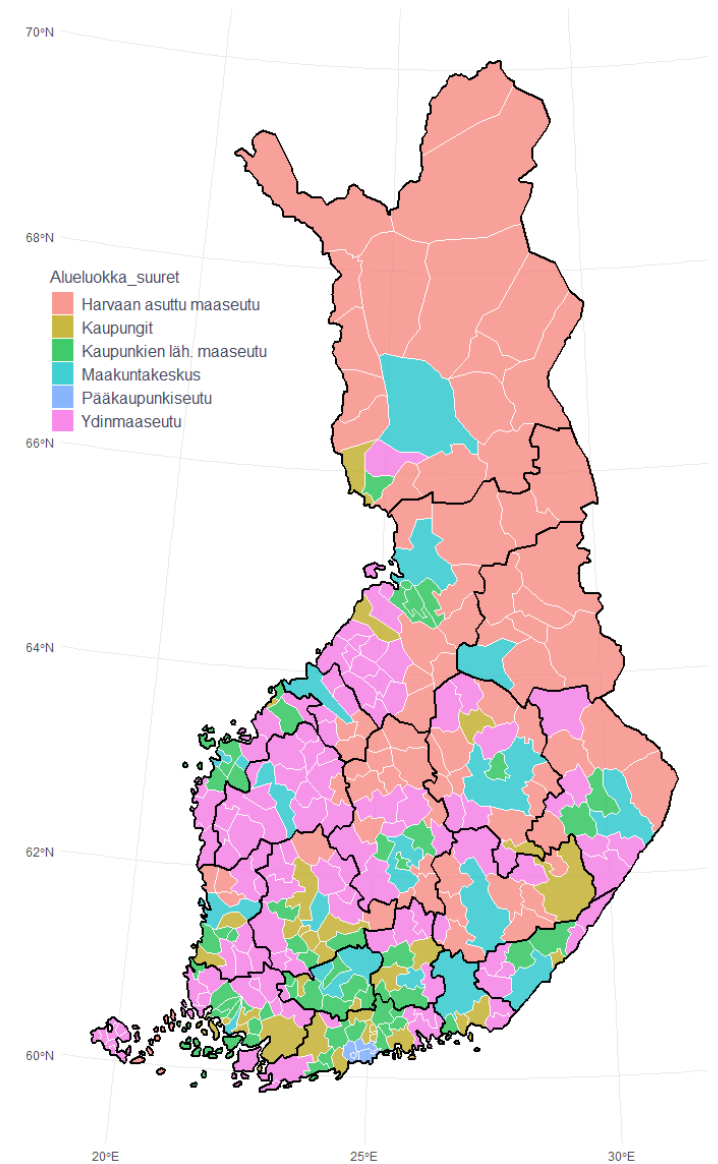 70°N
68°N
Alueluokka_suuret
Harvaan asuttu maaseutu
Kaupungit
Kaupunkien läh. maaseutu
Maakuntakeskus
Pääkaupunkiseutu
Ydinmaaseutu
66°N
64°N
62°N
60°N
20°E
25°E
30°E